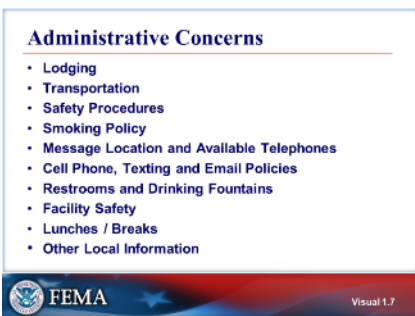 Administrative Concerns
• Lodging
• Transportation
• Safety Procedures
• Smoking Policy
• Message Location and Available Telephones
• Cell Phone, Texting and Email Policies
• Restrooms and Drinking Fountains
• Facility Safety
• Lunches / Breaks
• Other Local Information
FEMA
Visual 1.7